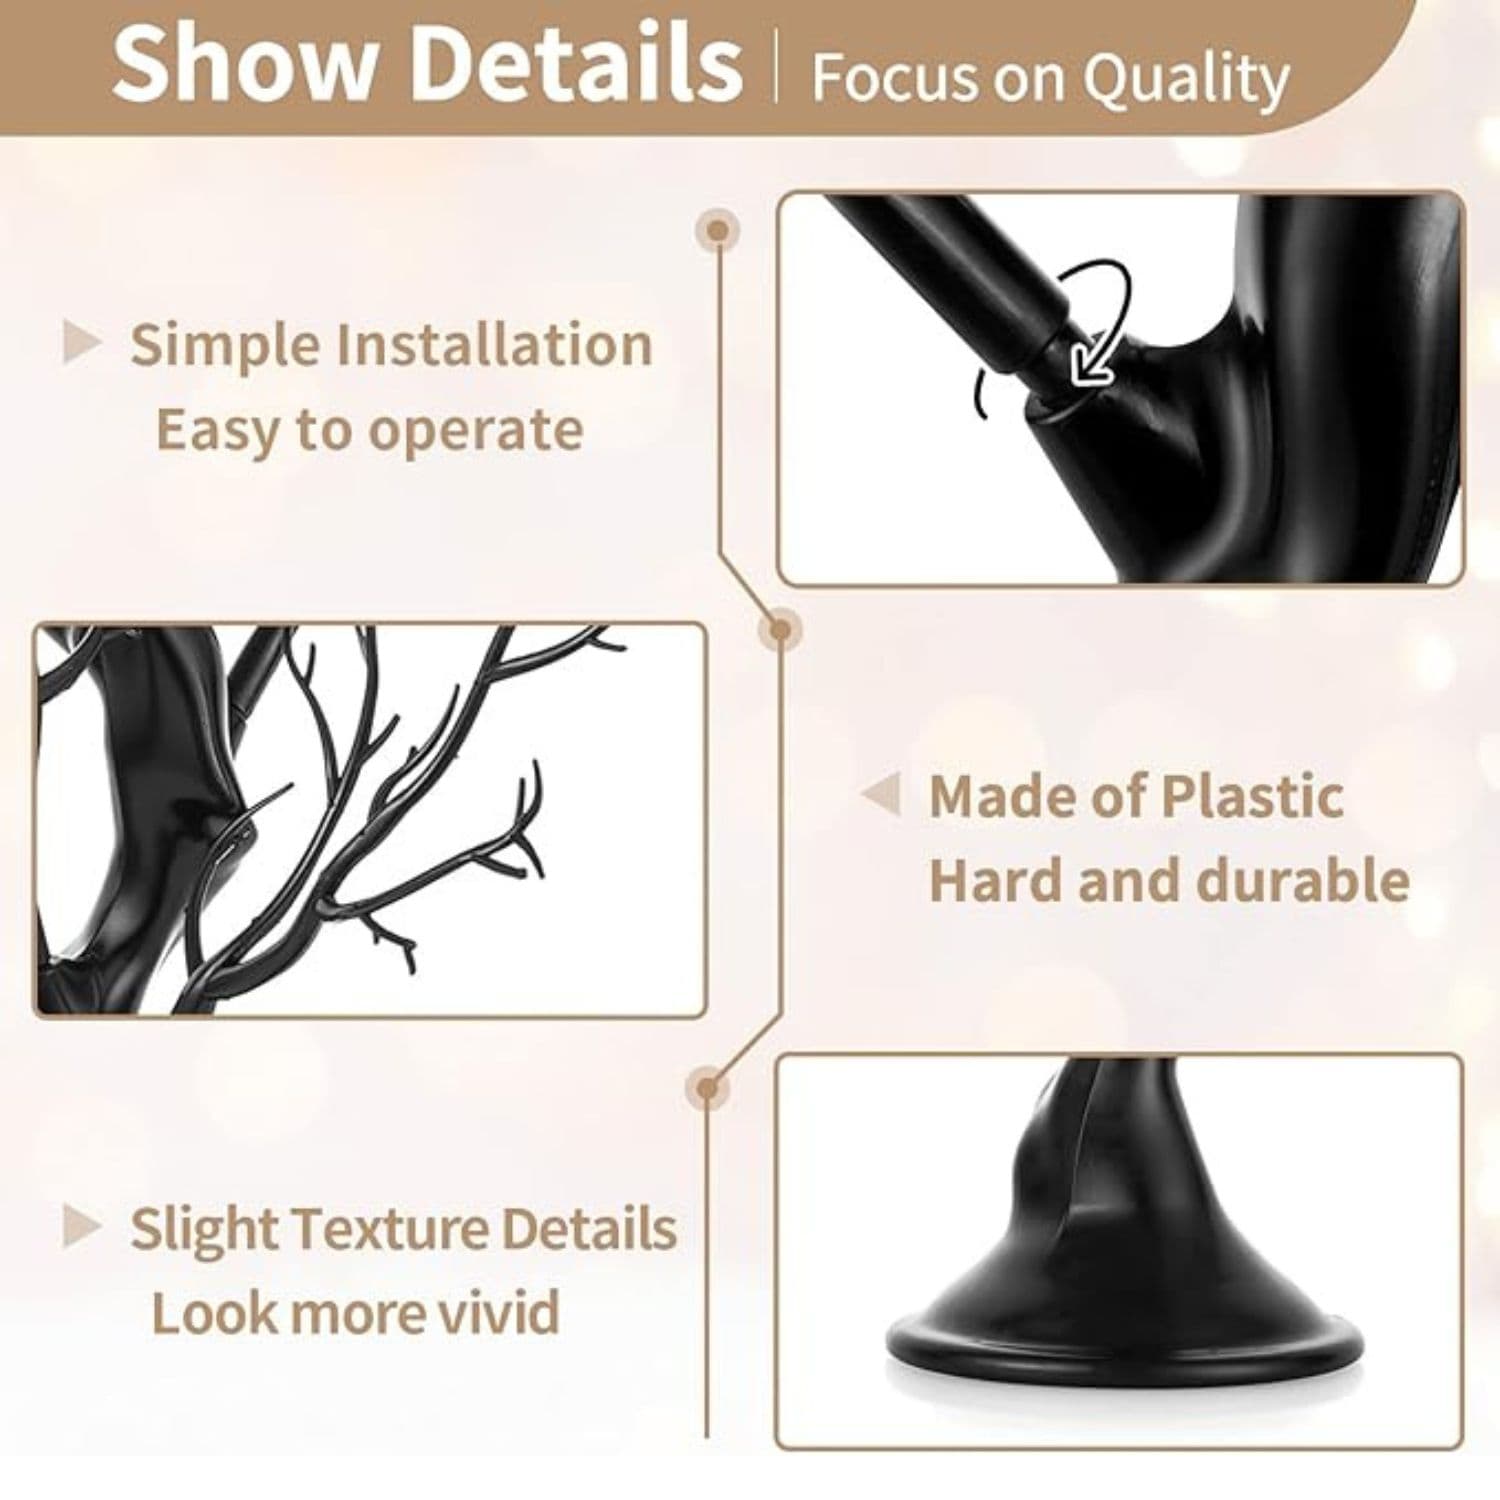 Show Details | Focus on Quality
Simple Installation
Easy to operate
Made of Plastic
Hard and durable
Slight Texture Details
Look more vivid